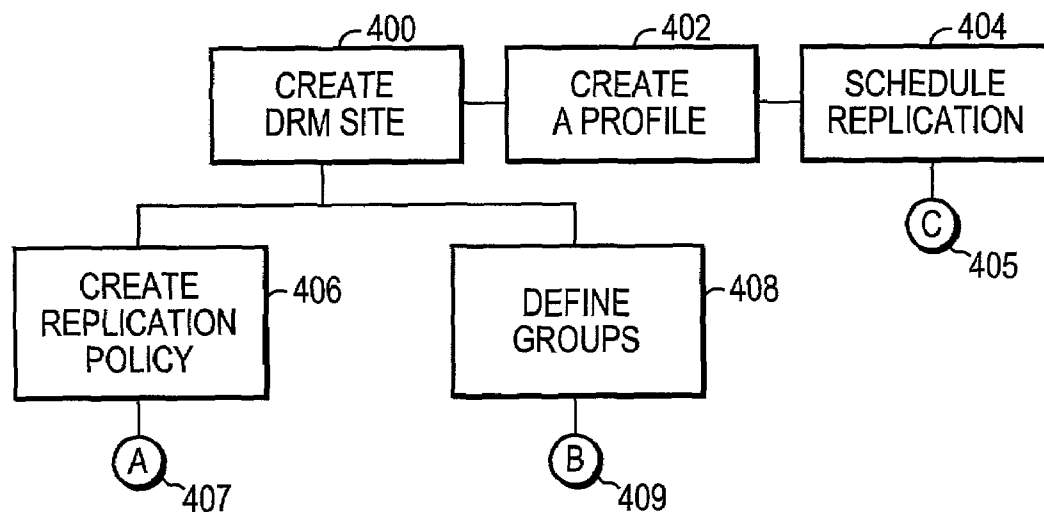 400
CREATE
DRM SITE
402
CREATE
A PROFILE
404
SCHEDULE
REPLICATION
C
405
CREATE
REPLICATION
POLICY
406
DEFINE
GROUPS
408
A
407
B
409